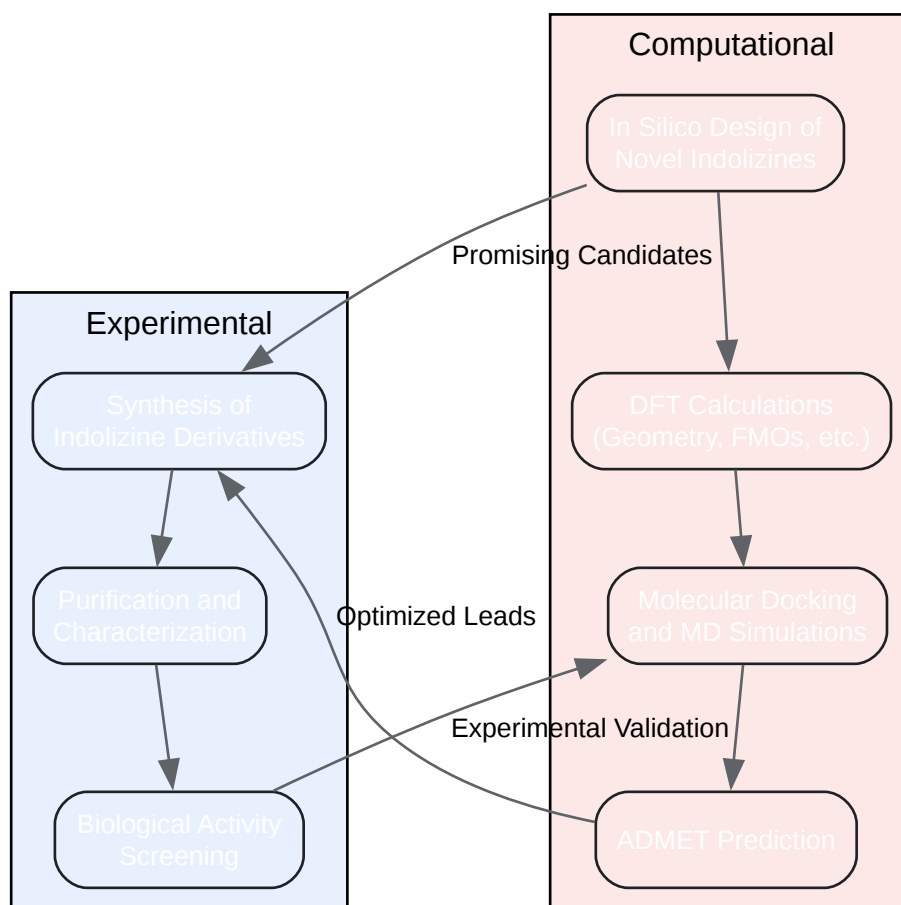 Computational
In Silico Design of
Novel Indolizines
Promising Candidates
Experimental
Synthesis of
Indolizine Derivatives
DFT Calculations
(Geometry, FMOs, etc.)
Purification and
Characterization
Optimized Leads
Molecular Docking
and MD Simulations
Experimental Validation
Biological Activity
Screening
ADMET Prediction